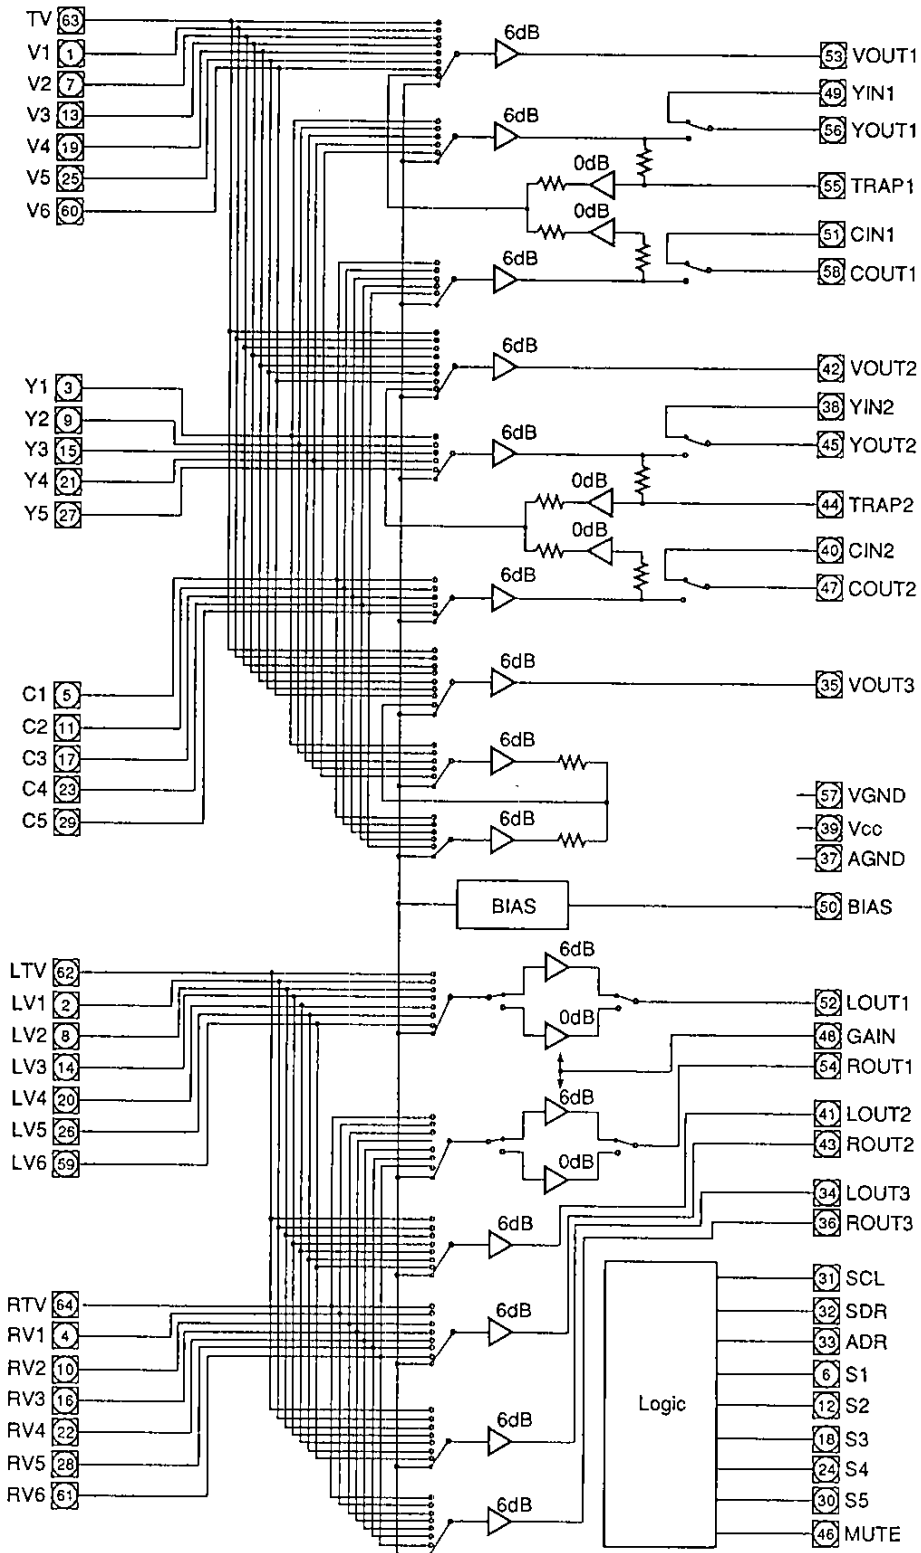 TV 63
V1 1
V2 7
V3 13
V4 19
V5 25
V6 60
6dB
53 VOUT1
49 YIN1
6dB
56 YOUT1
0dB
55 TRAP1
0dB
51 CIN1
6dB
58 COUT1
6dB
42 VOUT2
Y1 3
Y2 9
Y3 15
Y4 21
Y5 27
38 YIN2
6dB
45 YOUT2
0dB
44 TRAP2
0dB
40 CIN2
6dB
47 COUT2
6dB
35 VOUT3
C1 5
C2 11
C3 17
C4 23
C5 29
6dB
6dB
57 VGND
39 Vcc
37 AGND
BIAS
50 BIAS
LTV 62
LV1 2
LV2 8
LV3 14
LV4 20
LV5 26
LV6 59
6dB
0dB
52 LOUT1
48 GAIN
54 ROUT1
6dB
0dB
41 LOUT2
43 ROUT2
34 LOUT3
36 ROUT3
6dB
RTV 64
RV1 4
RV2 10
RV3 16
RV4 22
RV5 28
RV6 61
6dB
6dB
6dB
Logic
31 SCL
32 SDR
33 ADR
6 S1
12 S2
18 S3
24 S4
30 S5
46 MUTE